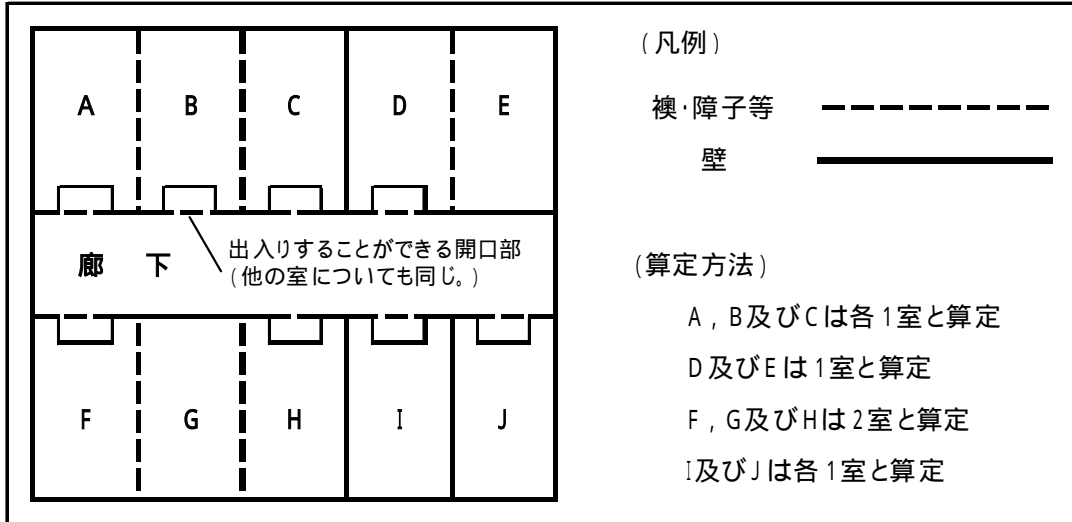 A B C D E
廊 下
出入りすることができる開口部
(他の室についても同じ。)
F G H I J
(凡例)
襖・障子等
壁
(算定方法)
A,B及びCは各1室と算定
D及びEは1室と算定
F,G及びHは2室と算定
I及びJは各1室と算定